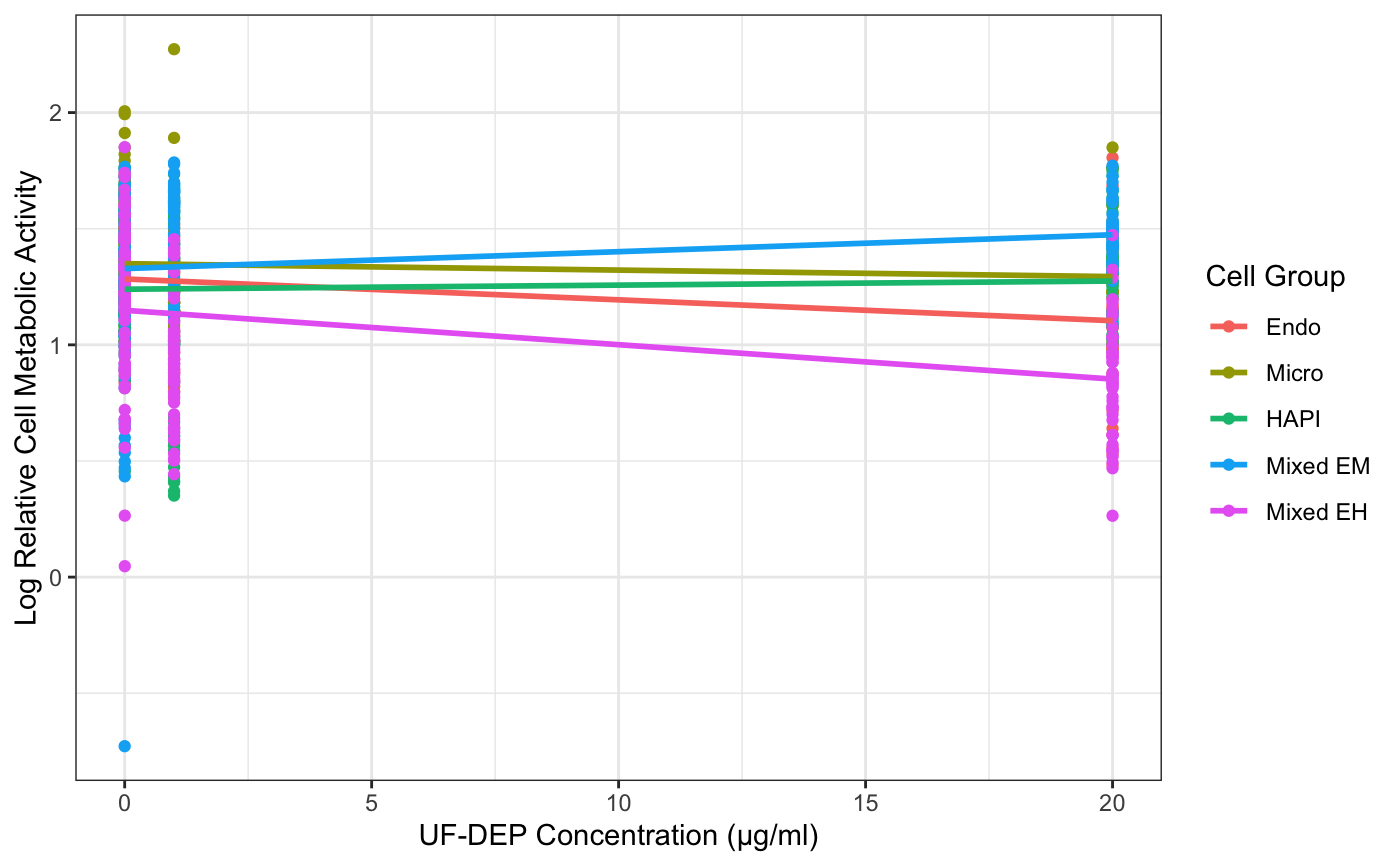 Log Relative Cell Metabolic Activity
2
1
0
0
5
10
15
20
UF-DEP Concentration (μg/ml)
Cell Group
Endo
Micro
HAPI
Mixed EM
Mixed EH